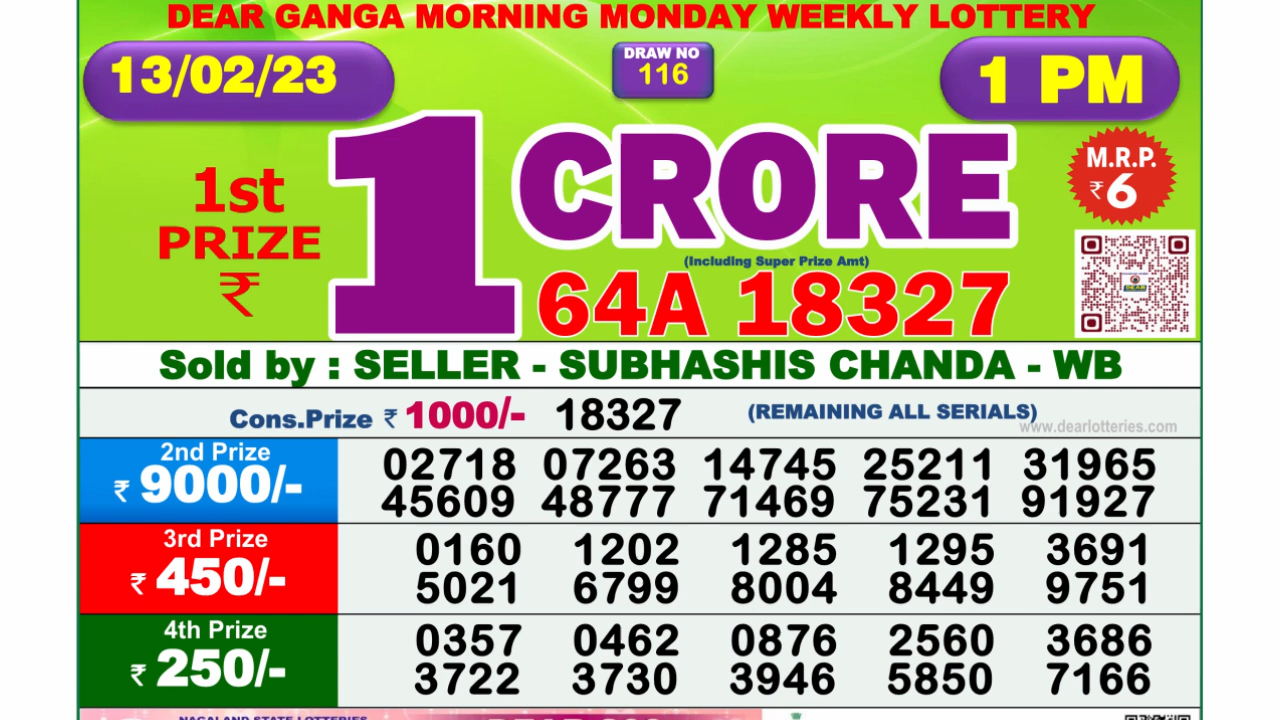 DEAR GANGA MORNING MONDAY WEEKLY LOTTERY
13/02/23
DRAW NO
116
1 PM
1st
PRIZE
₹
1 CRORE
(Including Super Prize Amt)
64A 18327
M.R.P.
₹ 6
Sold by : SELLER - SUBHASHIS CHANDA - WB
Cons.Prize ₹ 1000/- 18327 (REMAINING ALL SERIALS)
www.dearlotteries.com
2nd Prize
₹ 9000/-
02718 07263 14745 25211 31965
45609 48777 71469 75231 91927
3rd Prize
₹ 450/-
0160 1202 1285 1295 3691
5021 6799 8004 8449 9751
4th Prize
₹ 250/-
0357 0462 0876 2560 3686
3722 3730 3946 5850 7166
NAGALAND STATE LOTTERIES